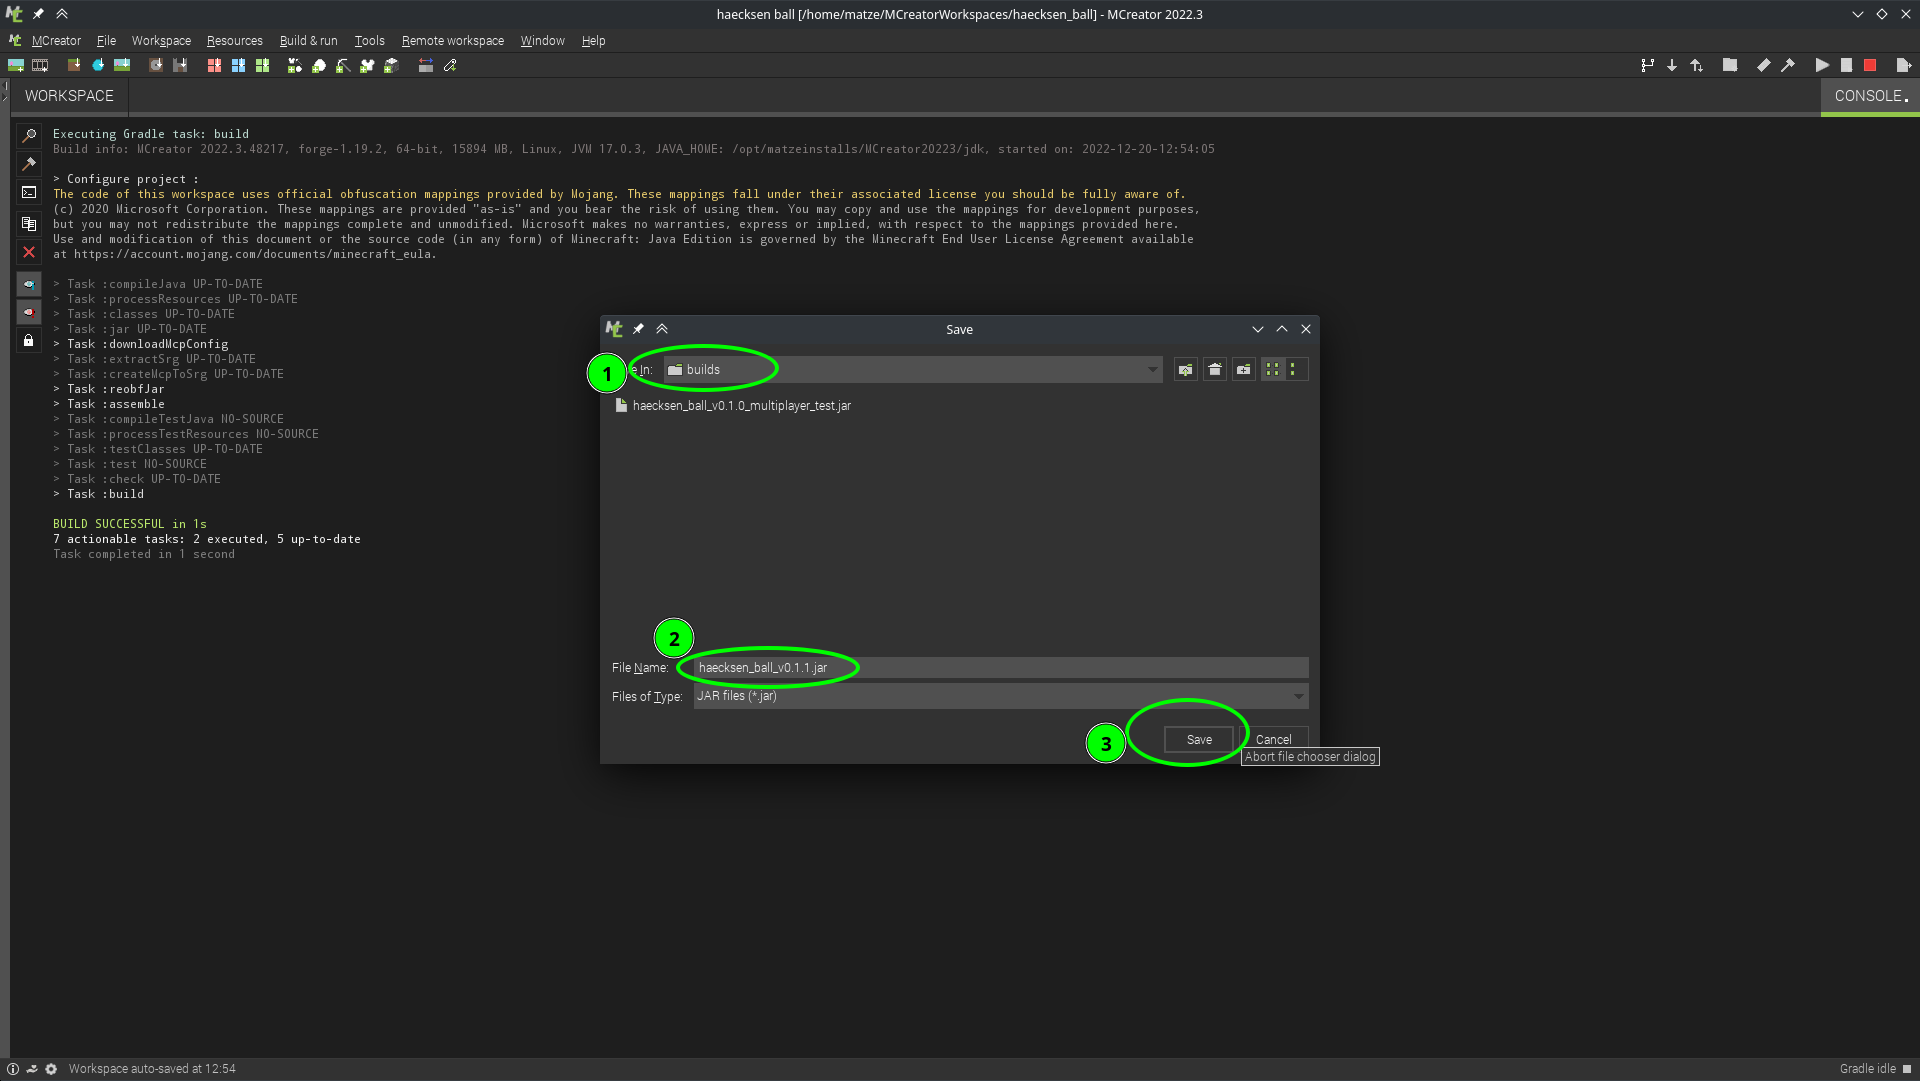 haecksen ball [/home/matze/MCreatorWorkspaces/haecksen_ball] - MCreator 2022.3
MCreator File Workspace Resources Build & run Tools Remote workspace Window Help
WORKSPACE
CONSOLE
Executing Gradle task: build
Build info: MCreator 2022.3.48217, forge-1.19.2, 64-bit, 15894 MB, Linux, JVM 17.0.3, JAVA_HOME: /opt/matzeinstalls/MCreator20223/jdk, started on: 2022-12-20-12:54:05
> Configure project :
The code of this workspace uses official obfuscation mappings provided by Mojang. These mappings fall under their associated license you should be fully aware of.
(c) 2020 Microsoft Corporation. These mappings are provided "as-is" and you bear the risk of using them. You may copy and use the mappings for development purposes,
but you may not redistribute the mappings complete and unmodified. Microsoft makes no warranties, express or implied, with respect to the mappings provided here.
Use and modification of this document or the source code (in any form) of Minecraft: Java Edition is governed by the Minecraft End User License Agreement available
at https://account.mojang.com/documents/minecraft_eula.
> Task :compileJava UP-TO-DATE
> Task :processResources UP-TO-DATE
> Task :classes UP-TO-DATE
> Task :jar UP-TO-DATE
> Task :downloadMcpConfig
> Task :extractSrg UP-TO-DATE
> Task :createMcpToSrg UP-TO-DATE
> Task :reobfJar
> Task :assemble
> Task :compileTestJava NO-SOURCE
> Task :processTestResources NO-SOURCE
> Task :testClasses UP-TO-DATE
> Task :test NO-SOURCE
> Task :check UP-TO-DATE
> Task :build
BUILD SUCCESSFUL in 1s
7 actionable tasks: 2 executed, 5 up-to-date
Task completed in 1 second
Save
1
e In: builds
haecksen_ball_v0.1.0_multiplayer_test.jar
2
File Name: haecksen_ball_v0.1.1.jar
Files of Type: JAR files (*.jar)
3
Save Cancel
Abort file chooser dialog
Workspace auto-saved at 12:54
Gradle idle